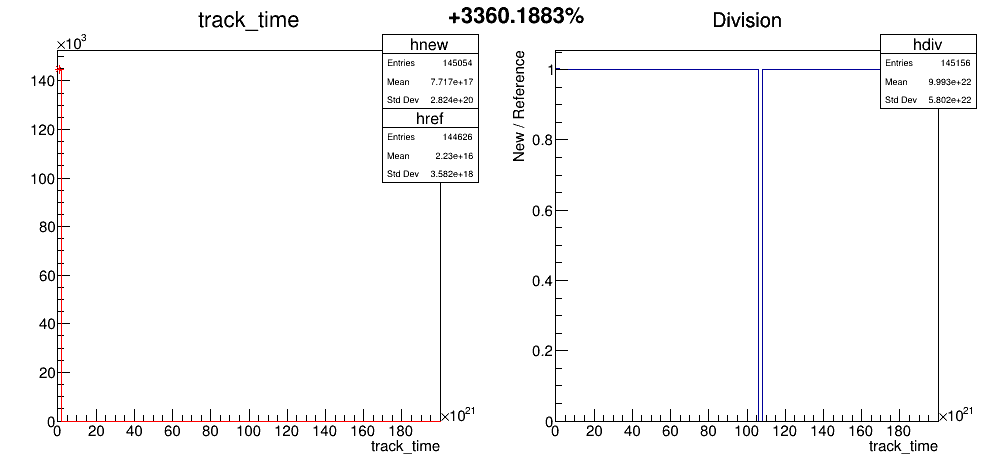 +3360.1883%
track_time
×10³
hnew
Entries 145054
Mean 7.717e+17
Std Dev 2.824e+20
href
Entries 144626
Mean 2.23e+16
Std Dev 3.582e+18
140
120
100
80
60
40
20
0
0 20 40 60 80 100 120 140 160 180
×10²¹
track_time
Division
New / Reference
hdiv
Entries 145156
Mean 9.993e+22
Std Dev 5.802e+22
1
0.8
0.6
0.4
0.2
0
0 20 40 60 80 100 120 140 160 180
×10²¹
track_time